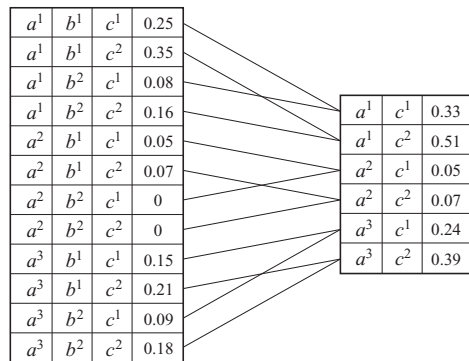 a¹ b¹ c¹ 0.25
a¹ b¹ c² 0.35
a¹ b² c¹ 0.08
a¹ b² c² 0.16
a² b¹ c¹ 0.05
a² b¹ c² 0.07
a² b² c¹ 0
a² b² c² 0
a³ b¹ c¹ 0.15
a³ b¹ c² 0.21
a³ b² c¹ 0.09
a³ b² c² 0.18
a¹ c¹ 0.33
a¹ c² 0.51
a² c¹ 0.05
a² c² 0.07
a³ c¹ 0.24
a³ c² 0.39